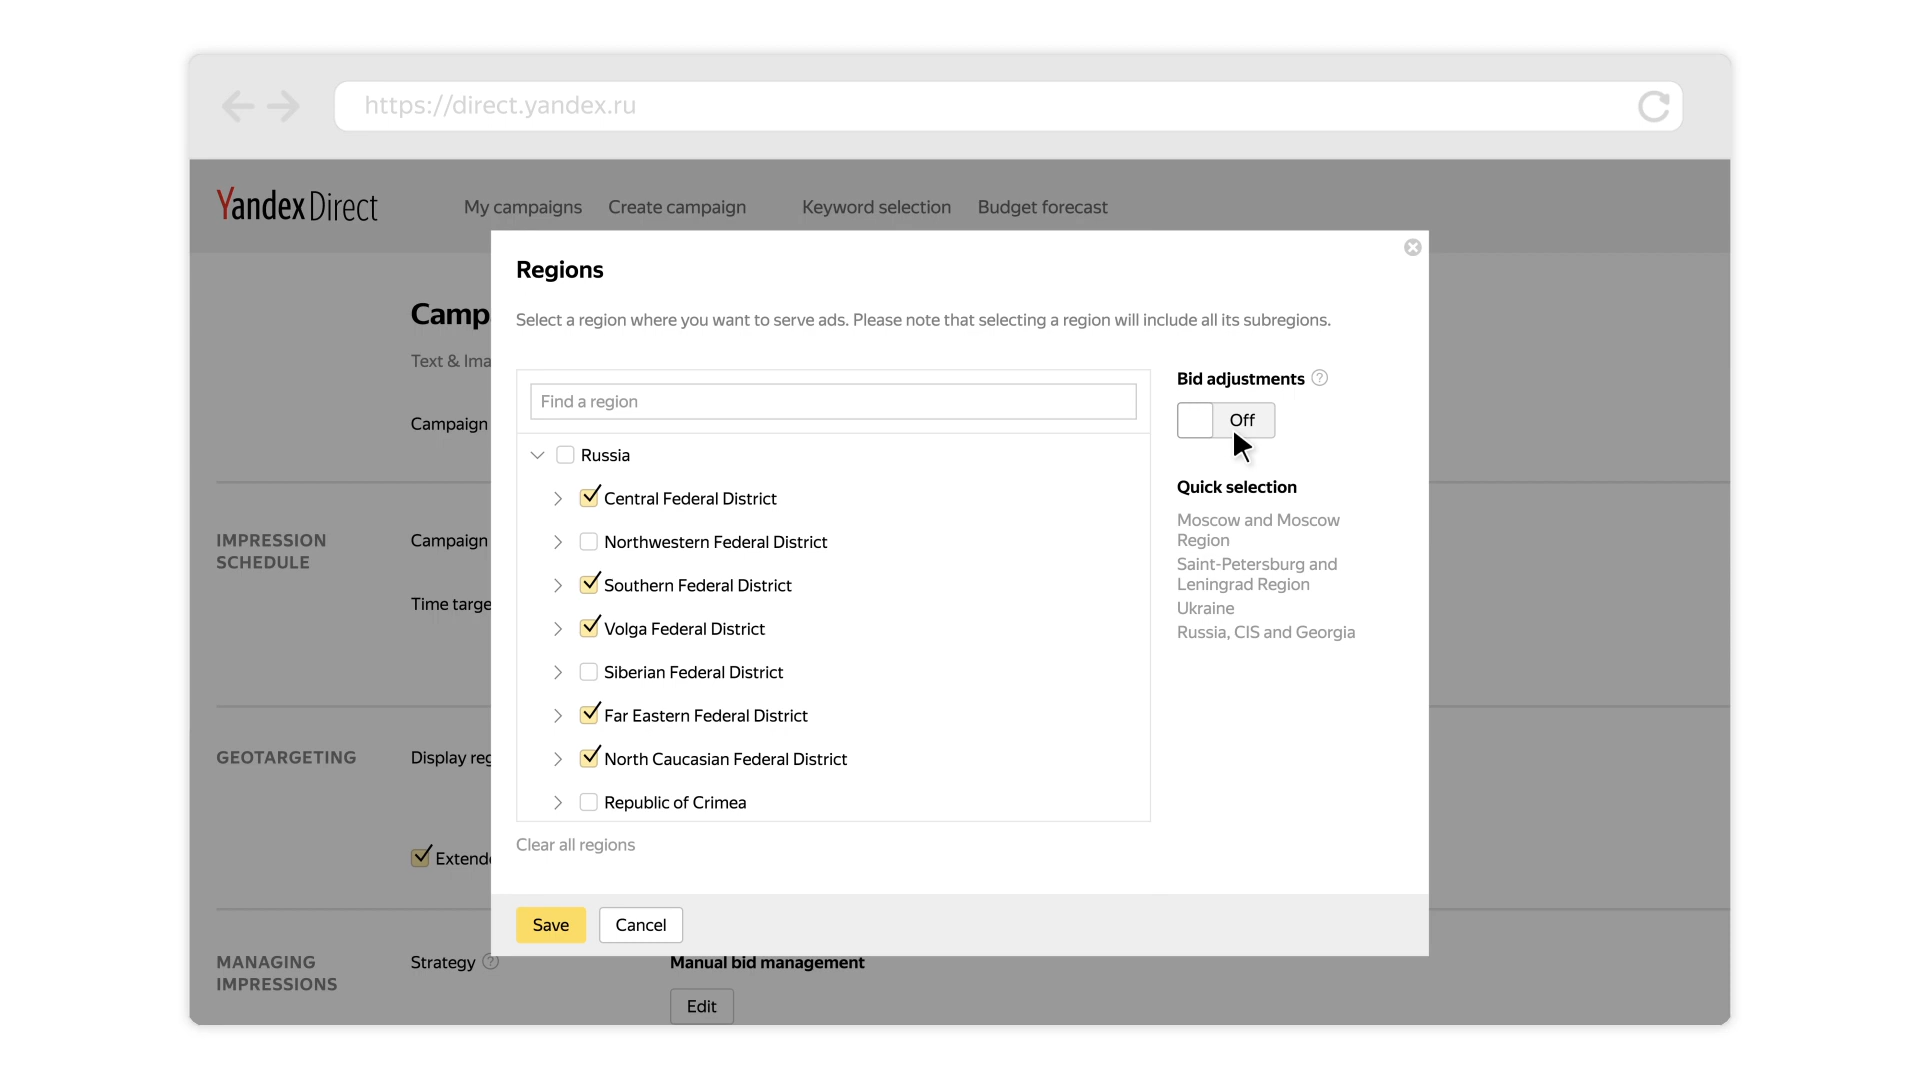 https://direct.yandex.ru
Yandex Direct
My campaigns
Create campaign
Keyword selection
Budget forecast
Camp
Text & Ima
Campaign
IMPRESSION
SCHEDULE
Campaign
Time targe
GEOTARGETING
Display reg
Extende
MANAGING
IMPRESSIONS
Strategy ?
Manual bid management
Edit
Regions
Select a region where you want to serve ads. Please note that selecting a region will include all its subregions.
Find a region
Russia
Central Federal District
Northwestern Federal District
Southern Federal District
Volga Federal District
Siberian Federal District
Far Eastern Federal District
North Caucasian Federal District
Republic of Crimea
Clear all regions
Bid adjustments ?
Off
Quick selection
Moscow and Moscow
Region
Saint-Petersburg and
Leningrad Region
Ukraine
Russia, CIS and Georgia
Save
Cancel